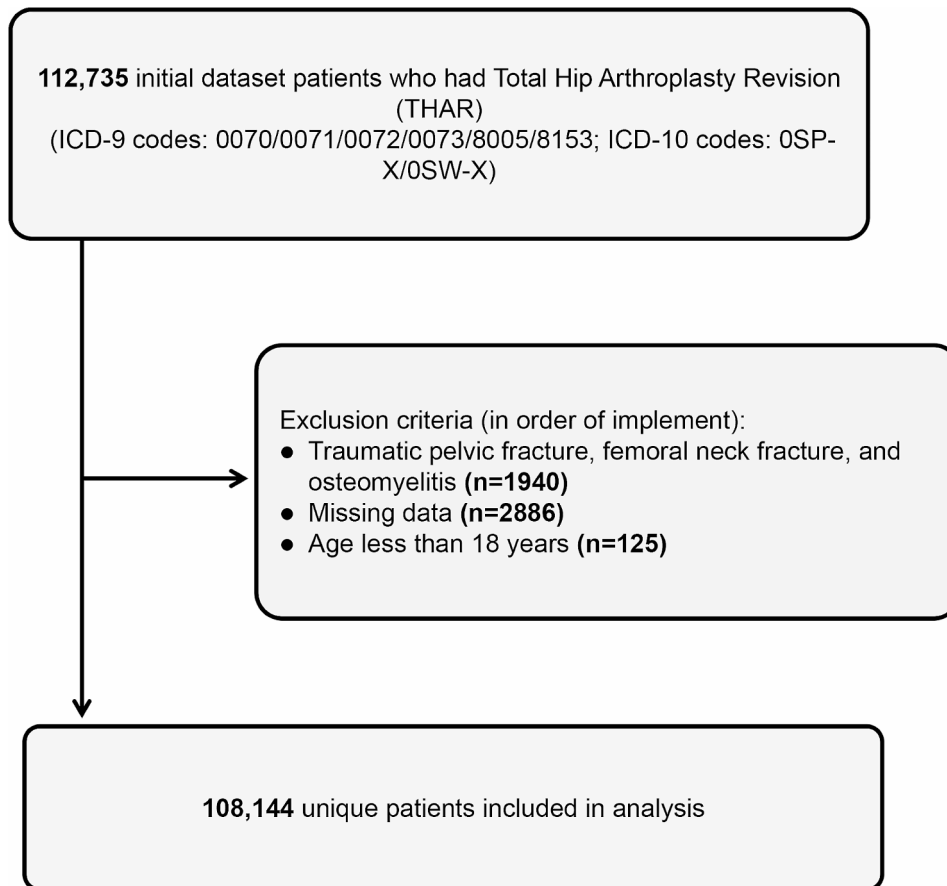 112,735 initial dataset patients who had Total Hip Arthroplasty Revision
(THAR)
(ICD-9 codes: 0070/0071/0072/0073/8005/8153; ICD-10 codes: 0SP-
X/0SW-X)
Exclusion criteria (in order of implement):
● Traumatic pelvic fracture, femoral neck fracture, and
osteomyelitis (n=1940)
● Missing data (n=2886)
● Age less than 18 years (n=125)
108,144 unique patients included in analysis